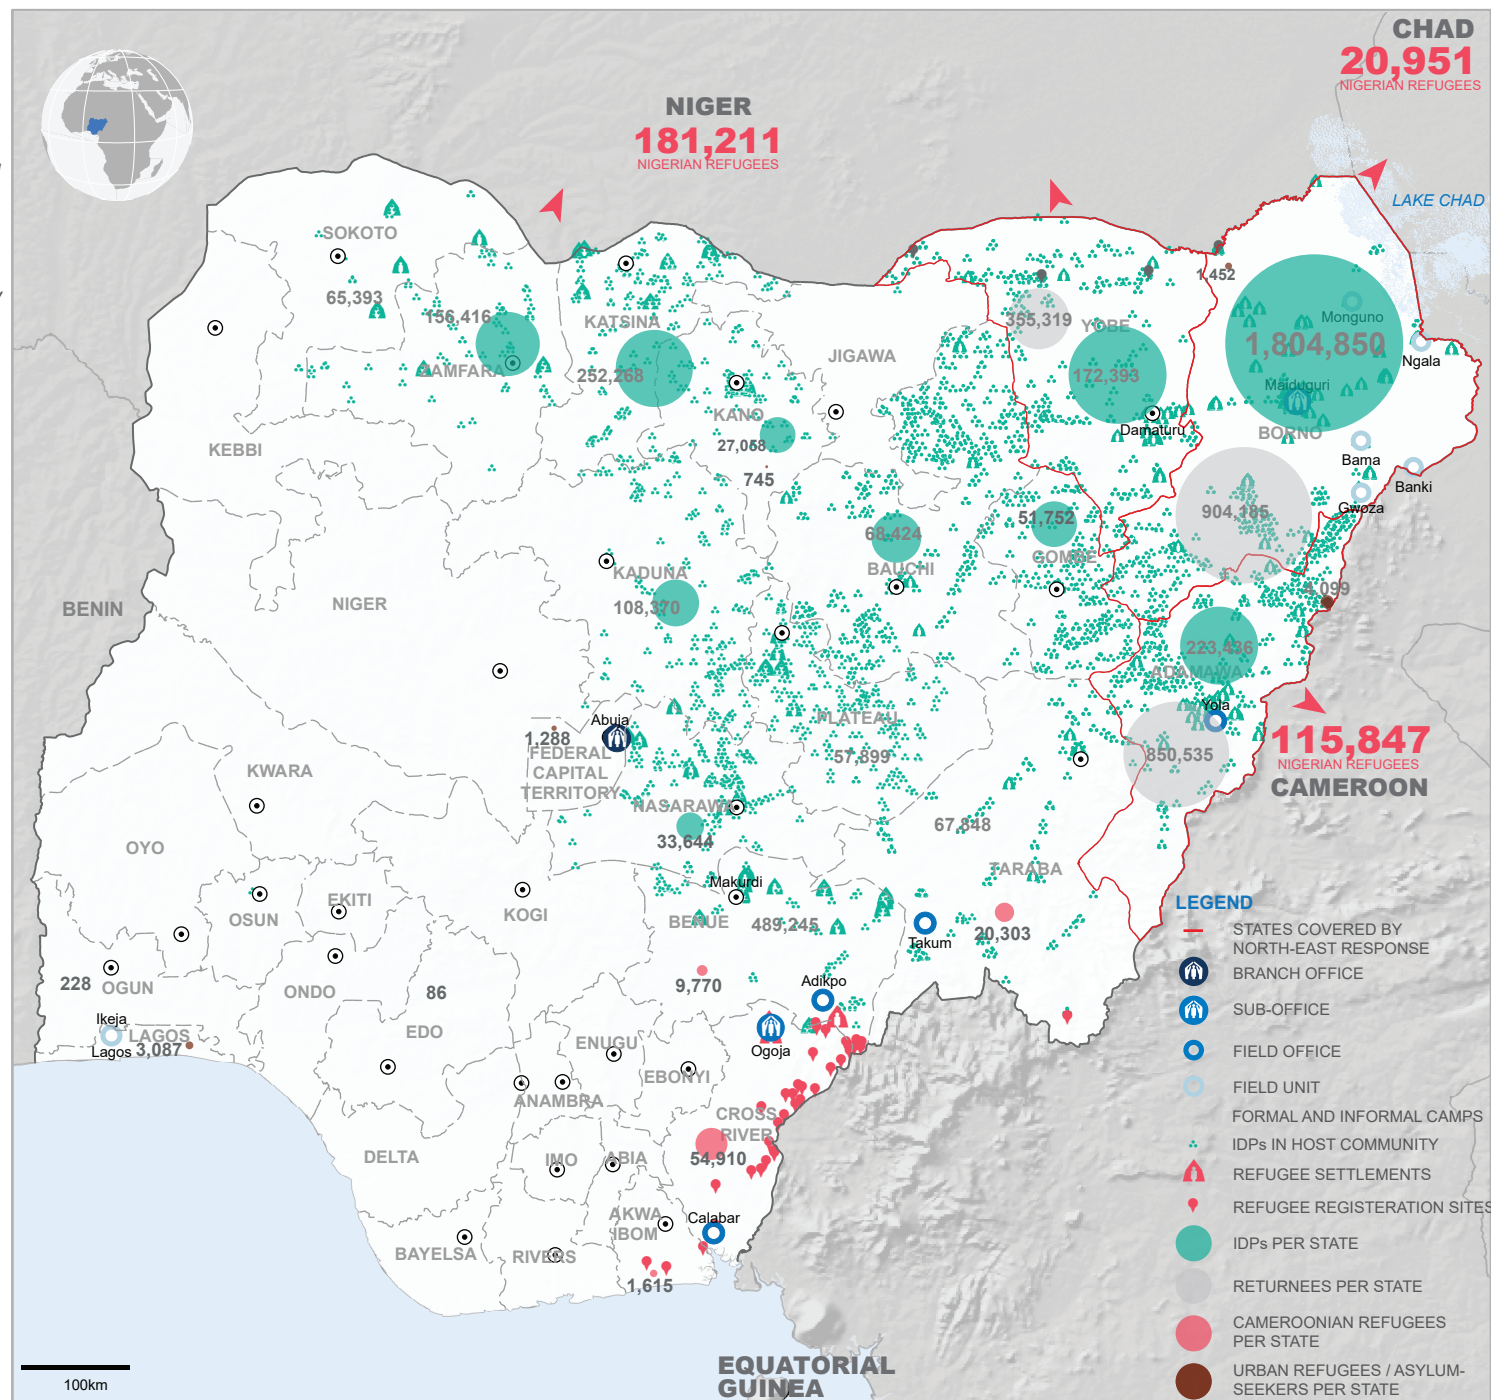 CHAD
20,951
NIGERIAN REFUGEES
NIGER
181,211
NIGERIAN REFUGEES
LAKE CHAD
SOKOTO
65,393
156,416
ZAMFARA
KATSINA
252,268
JIGAWA
KANO
27,068
745
KEBBI
355,319
YOBE
172,393
Damaturu
1,452
Monguno
1,804,850
Ngala
Maiduguri
BORNO
Bama
Banki
Gwoza
904,185
51,752
GOMBE
68,424
BAUCHI
4,099
KADUNA
108,370
BENIN
NIGER
223,436
ADAMAWA
Yola
850,535
115,847
NIGERIAN REFUGEES
CAMEROON
Abuja
1,288
FEDERAL
CAPITAL
TERRITORY
PLATEAU
57,899
KWARA
NASARAWA
33,644
67,848
TARABA
OYO
Makurdi
BENUE
489,245
OSUN
EKITI
KOGI
Takum
20,303
228
OGUN
ONDO
86
9,770
Adikpo
Ikeja
LAGOS
Lagos
3,087
EDO
ENUGU
Ogoja
EBONYI
ANAMBRA
CROSS
RIVER
54,910
DELTA
IMO
ABIA
AKWA
IBOM
Calabar
BAYELSA
RIVERS
1,615
EQUATORIAL
GUINEA
100km
LEGEND
STATES COVERED BY
NORTH-EAST RESPONSE
BRANCH OFFICE
SUB-OFFICE
FIELD OFFICE
FIELD UNIT
FORMAL AND INFORMAL CAMPS
IDPs IN HOST COMMUNITY
REFUGEE SETTLEMENTS
REFUGEE REGISTERATION SITES
IDPs PER STATE
RETURNEES PER STATE
CAMEROONIAN REFUGEES
PER STATE
URBAN REFUGEES / ASYLUM-
SEEKERS PER STATE